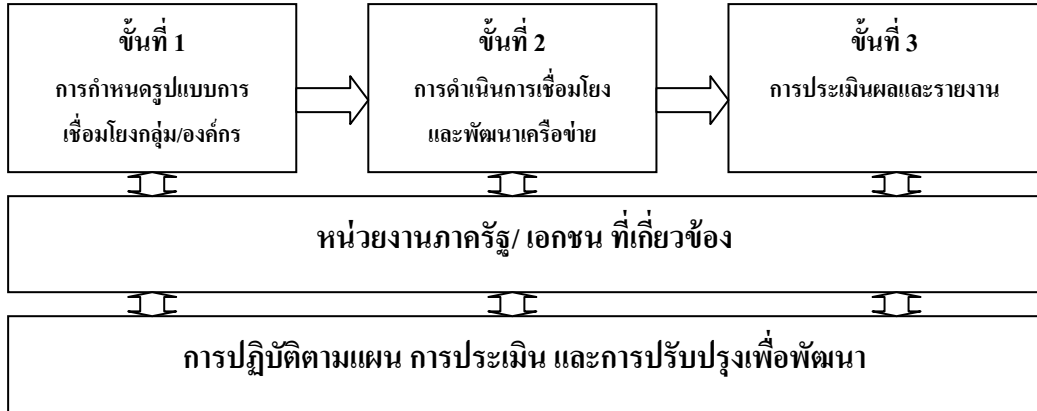 ขั้นที่ 1
การกำหนดรูปแบบการ
เชื่อมโยงกลุ่ม/องค์กร
ขั้นที่ 2
การดำเนินการเชื่อมโยง
และพัฒนาเครือข่าย
ขั้นที่ 3
การประเมินผลและรายงาน
หน่วยงานภาครัฐ/ เอกชน ที่เกี่ยวข้อง
การปฏิบัติตามแผน การประเมิน และการปรับปรุงเพื่อพัฒนา